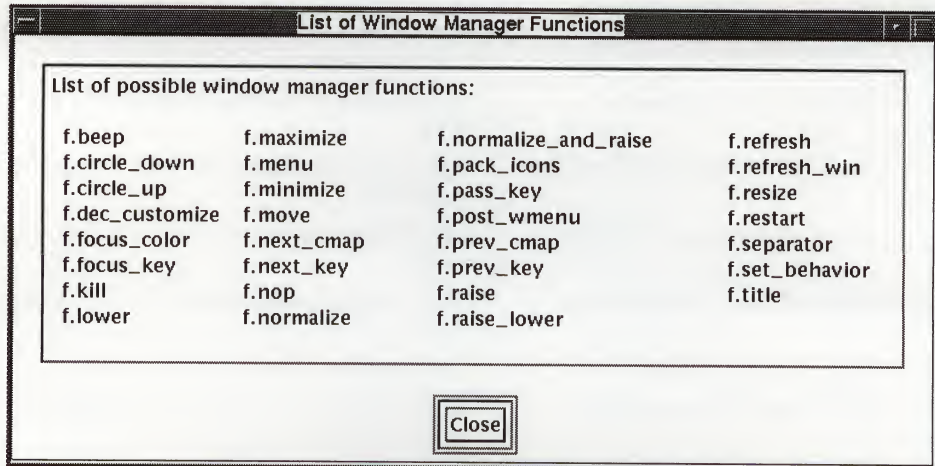 List of Window Manager Functions
LIst of possible window manager functions:
f.beep f.maximize f.normalize_and_raise f.refresh
f.circle_down f.menu f.pack_icons f.refresh_win
f.circle_up f.minimize f.pass_key f.resize
f.dec_customize f.move f.post_wmenu f.restart
f.focus_color f.next_cmap f.prev_cmap f.separator
f.focus_key f.next_key f.prev_key f.set_behavior
f.kill f.nop f.raise f.title
f.lower f.normalize f.raise_lower
Close